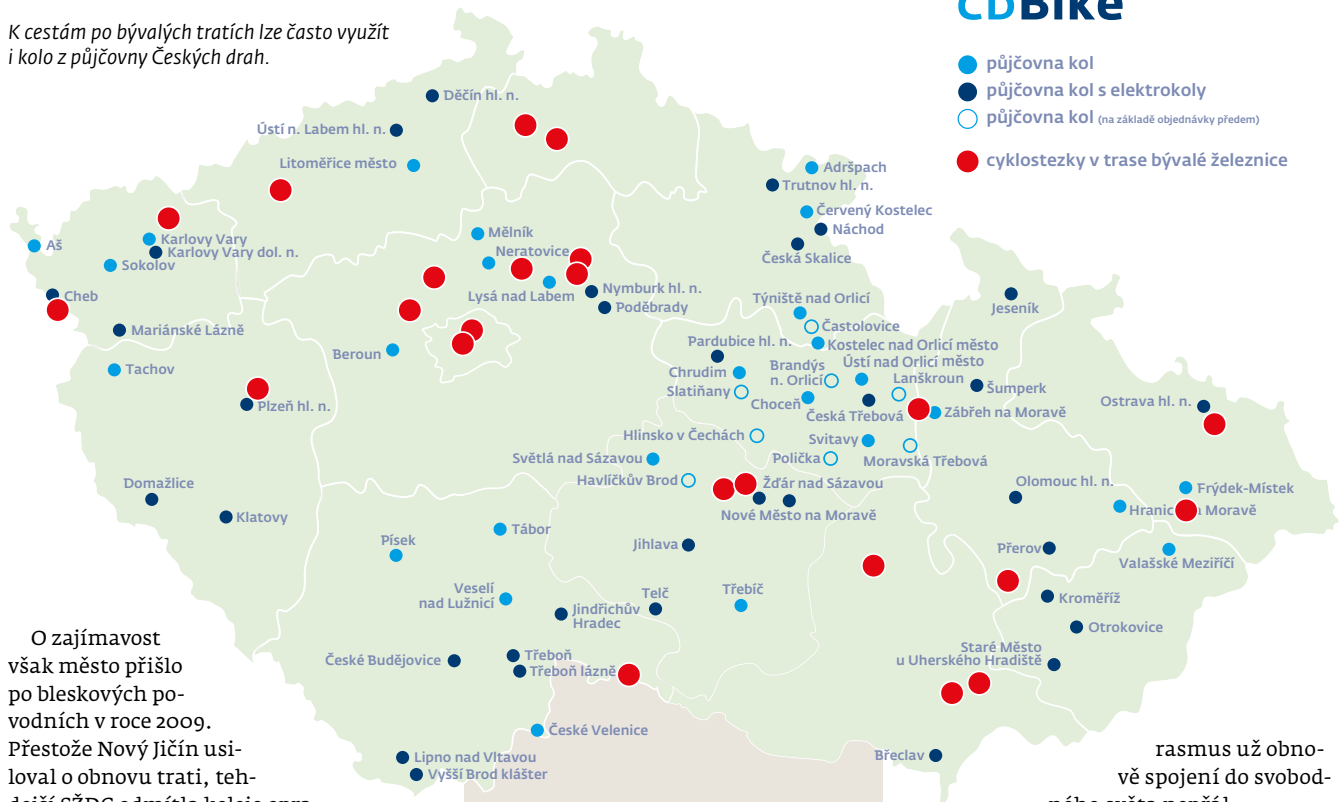 K cestám po bývalých tratích lze často využít
i kolo z půjčovny Českých drah.
ČDBike
půjčovna kol
půjčovna kol s elektrokoly
půjčovna kol (na základě objednávky předem)
cyklostezky v trase bývalé železnice
Děčín hl. n.
Ústí n. Labem hl. n.
Litoměřice město
Adršpach
Trutnov hl. n.
Červený Kostelec
Náchod
Česká Skalice
Aš
Karlovy Vary
Karlovy Vary dol. n.
Sokolov
Cheb
Mariánské Lázně
Tachov
Mělník
Neratovice
Lysá nad Labem
Nymburk hl. n.
Poděbrady
Beroun
Plzeň hl. n.
Týniště nad Orlicí
Častolovice
Kostelec nad Orlicí město
Pardubice hl. n.
Chrudim
Slatiňany
Brandýs
n. Orlicí
Choceň
Ústí nad Orlicí město
Lanškroun
Česká Třebová
Jeseník
Šumperk
Zábřeh na Moravě
Ostrava hl. n.
Hlinsko v Čechách
Svitavy
Polička
Moravská Třebová
Světlá nad Sázavou
Havlíčkův Brod
Žďár nad Sázavou
Nové Město na Moravě
Olomouc hl. n.
Frýdek-Místek
Moravě
Přerov
Valašské Meziříčí
Domažlice
Klatovy
Tábor
Písek
Jihlava
Veselí
nad Lužnicí
Jindřichův
Hradec
Telč
Třebíč
Kroměříž
Otrokovice
Staré Město
u Uherského Hradiště
České Budějovice
Třeboň
Třeboň lázně
České Velenice
Lipno nad Vltavou
Vyšší Brod klášter
Břeclav
O zajímavost
však město přišlo
po bleskových po-
vodních v roce 2009.
Přestože Nový Jičín usi-
loval o obnovu trati, teh-
rasmus už obno-
vě spojení do svobod-